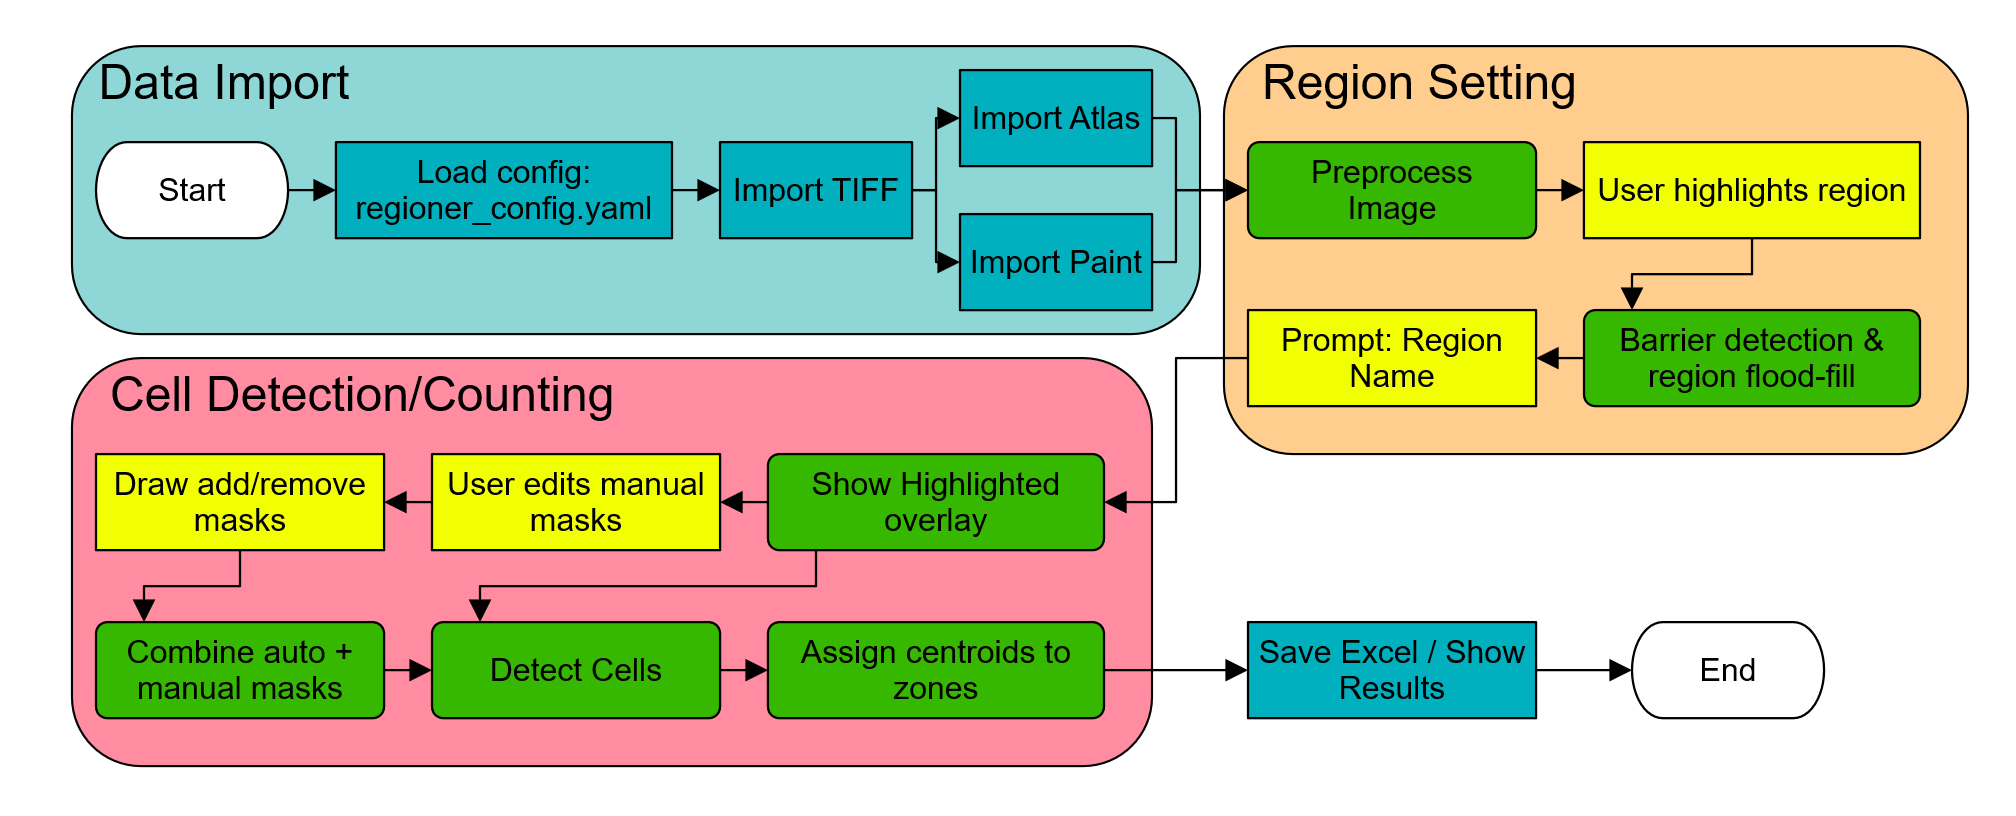 Data Import
Start
Load config:
regioner_config.yaml
Import TIFF
Import Atlas
Import Paint
Region Setting
Preprocess
Image
User highlights region
Barrier detection &
region flood-fill
Prompt: Region
Name
Cell Detection/Counting
Show Highlighted
overlay
User edits manual
masks
Draw add/remove
masks
Combine auto +
manual masks
Detect Cells
Assign centroids to
zones
Save Excel / Show
Results
End